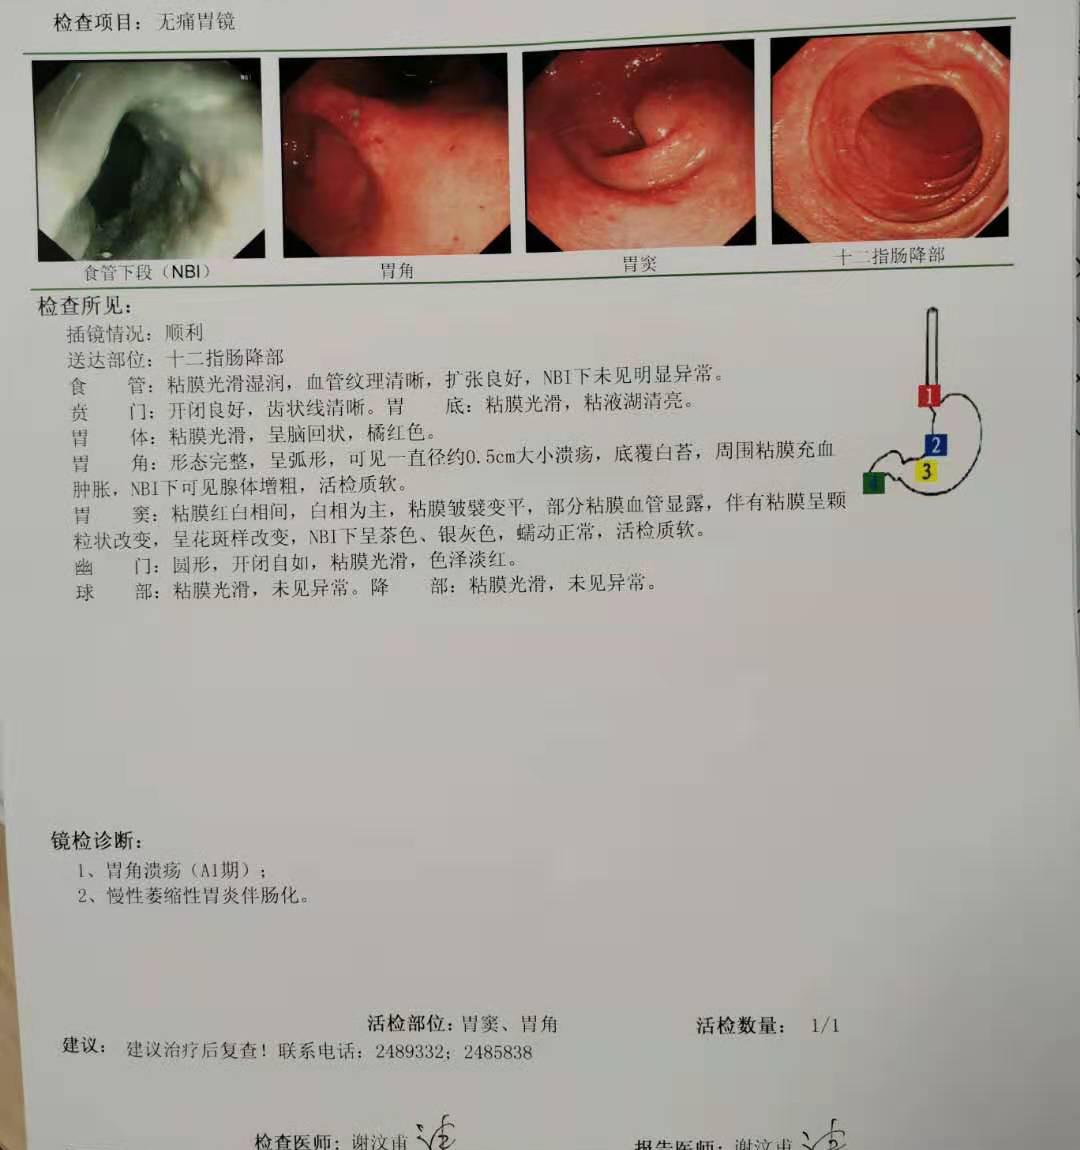 检查项目: 无痛胃镜
食管下段（NBI）
胃角
胃窦
十二指肠降部
检查所见:
插镜情况: 顺利
送达部位: 十二指肠降部
食　　管: 粘膜光滑湿润，血管纹理清晰，扩张良好，NBI下未见明显异常。
贲　　门: 开闭良好，齿状线清晰。胃　　底: 粘膜光滑，粘液湖清亮。
胃　　体: 粘膜光滑，呈脑回状，橘红色。
胃　　角: 形态完整，呈弧形，可见一直径约0.5cm大小溃疡，底覆白苔，周围粘膜充血
肿胀，NBI下可见腺体增粗，活检质软。
胃　　窦: 粘膜红白相间，白相为主，粘膜皱襞变平，部分粘膜血管显露，伴有粘膜呈颗
粒状改变，呈花斑样改变，NBI下呈茶色、银灰色，蠕动正常，活检质软。
幽　　门: 圆形，开闭自如，粘膜光滑，色泽淡红。
球　　部: 粘膜光滑，未见异常。降　　部: 粘膜光滑，未见异常。
1
2
3
4
镜检诊断:
1、胃角溃疡（A1期）;
2、慢性萎缩性胃炎伴肠化。
活检部位: 胃窦、胃角
活检数量: 1/1
建议: 建议治疗后复查! 联系电话: 2489332; 2485838
检查医师: 谢汶甫
报告医师: 谢汶甫